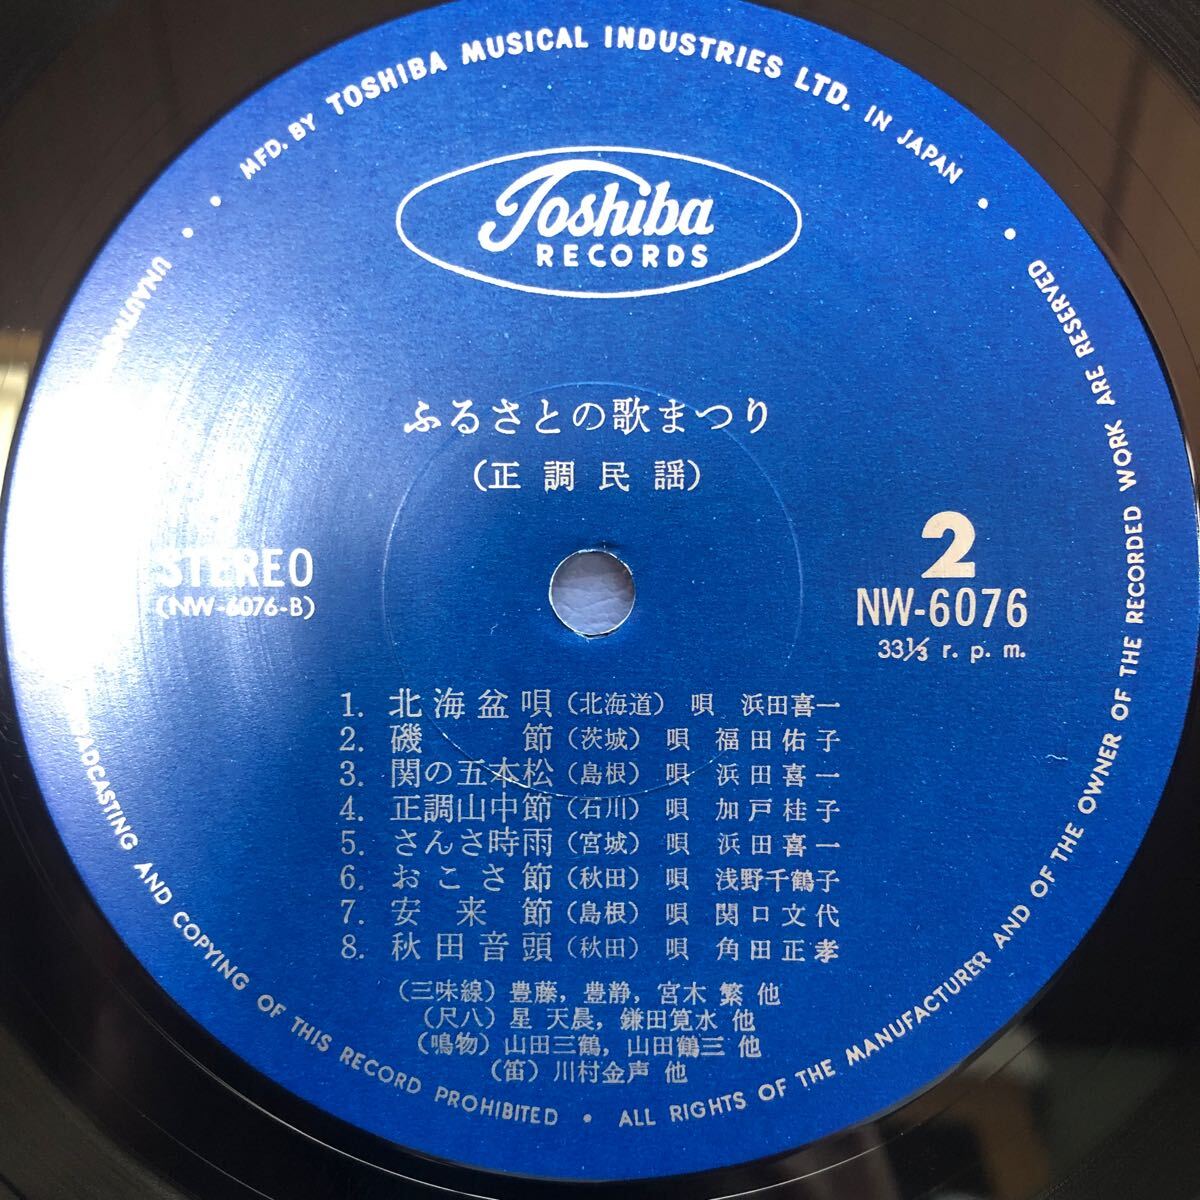 MFD. BY TOSHIBA MUSICAL INDUSTRIES LTD. IN JAPAN
Toshiba
RECORDS
ふるさとの歌まつり
(正調民謡)
STEREO
(NW-6076-B)
2
NW-6076
33⅓ r. p. m.
1. 北海盆唄(北海道) 唄 浜田喜一
2. 磯節(茨城) 唄 福田佑子
3. 関の五本松(島根) 唄 浜田喜一
4. 正調山中節(石川) 唄 加戸桂子
5. さんさ時雨(宮城) 唄 浜田喜一
6. おこさ節(秋田) 唄 浅野千鶴子
7. 安来節(島根) 唄 関口文代
8. 秋田音頭(秋田) 唄 角田正孝
(三味線) 豊藤, 豊静, 宮木 繁 他
(尺八) 星 天晨, 鎌田筧水 他
(鳴物) 山田三鶴, 山田鶴三 他
(笛) 川村金声 他
AND COPYING OF THIS RECORD PROHIBITED • ALL RIGHTS OF THE MANUFACTURER AND OF THE OWNER OF THE RECORDED WORK ARE RESERVED